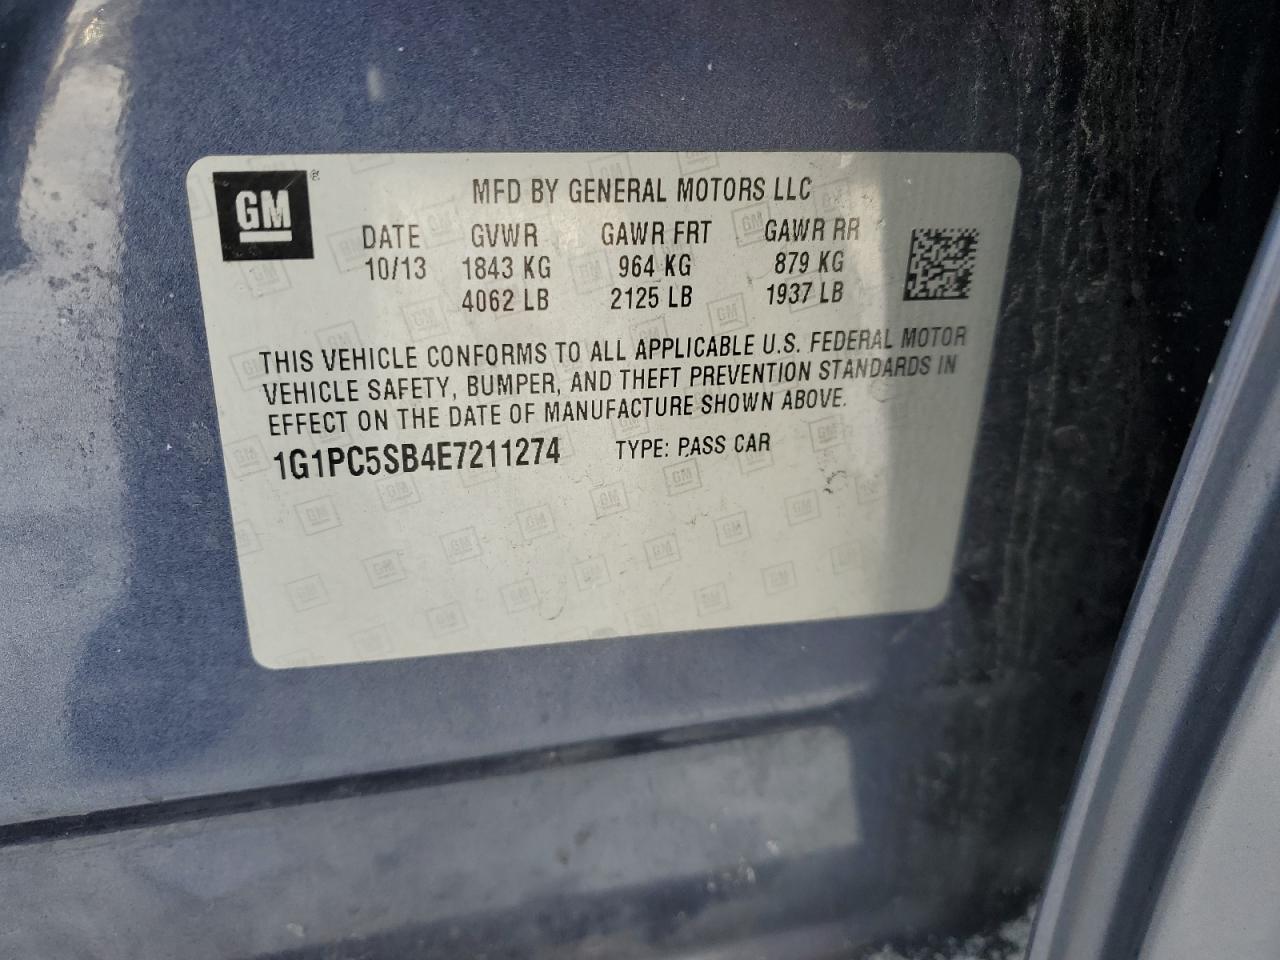 GM®
MFD BY GENERAL MOTORS LLC
DATE GVWR GAWR FRT GAWR RR
10/13 1843 KG 964 KG 879 KG
4062 LB 2125 LB 1937 LB
THIS VEHICLE CONFORMS TO ALL APPLICABLE U.S. FEDERAL MOTOR
VEHICLE SAFETY, BUMPER, AND THEFT PREVENTION STANDARDS IN
EFFECT ON THE DATE OF MANUFACTURE SHOWN ABOVE.
1G1PC5SB4E7211274 TYPE: PASS CAR